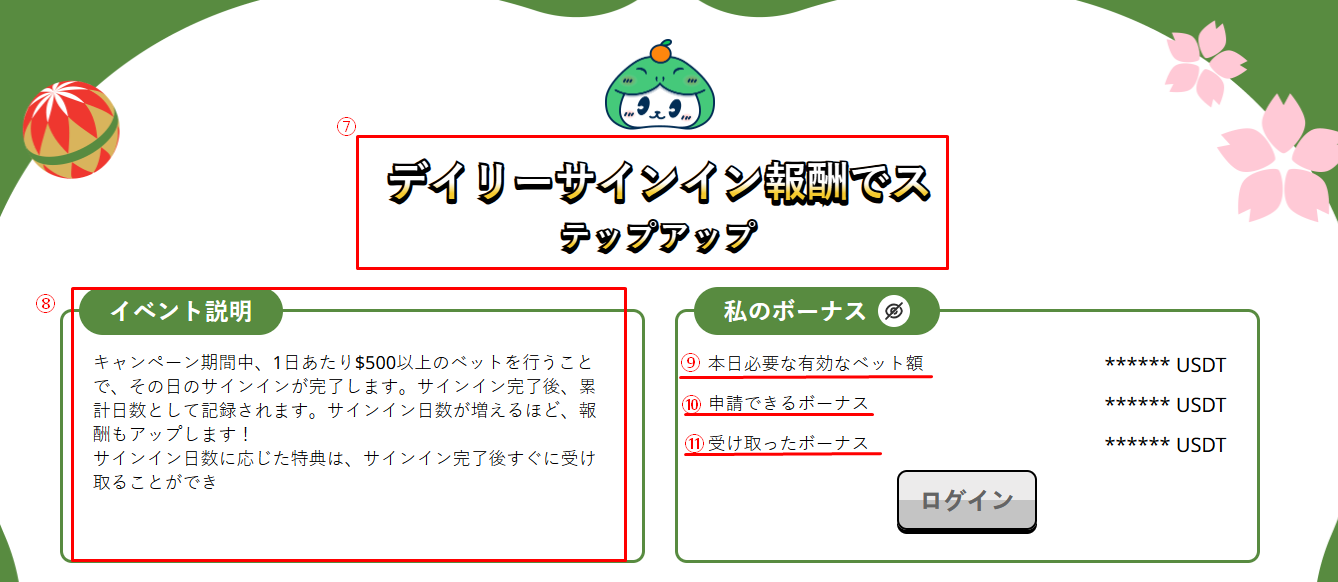 ⑦
デイリーサインイン報酬でス
テップアップ
⑧
イベント説明
キャンペーン期間中、1日あたり$500以上のベットを行うこと
で、その日のサインインが完了します。サインイン完了後、累
計日数として記録されます。サインイン日数が増えるほど、報
酬もアップします！
サインイン日数に応じた特典は、サインイン完了後すぐに受け
取ることができ
私のボーナス
⑨ 本日必要な有効なベット額 ****** USDT
⑩ 申請できるボーナス ****** USDT
⑪ 受け取ったボーナス ****** USDT
ログイン